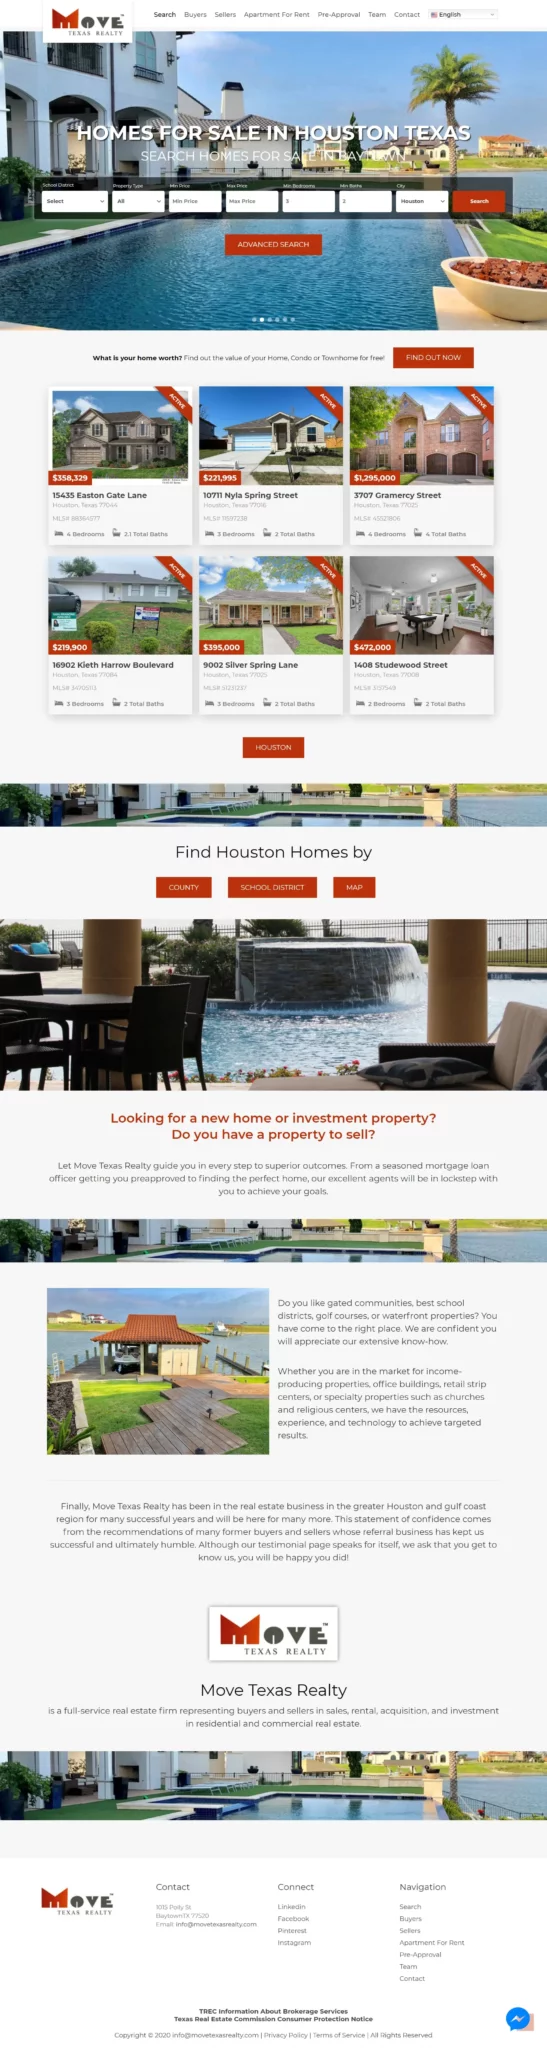 MOVE™
TEXAS REALTY
Search Buyers Sellers Apartment For Rent Pre-Approval Team Contact English
HOMES FOR SALE IN HOUSTON TEXAS
SEARCH HOMES FOR SALE IN BAYTOWN
School District Property Type Min Price Max Price Min Bedrooms Min Baths City
Select All Min Price Max Price 3 2 Houston Search
ADVANCED SEARCH
What is your home worth? Find out the value of your Home, Condo or Townhome for free! FIND OUT NOW
ACTIVE ACTIVE ACTIVE
$358,329 $221,995 $1,295,000
15435 Easton Gate Lane 10711 Nyla Spring Street 3707 Gramercy Street
Houston, Texas 77044 Houston, Texas 77016 Houston, Texas 77025
MLS# MLS# 11597238 MLS# 45521806
4 Bedrooms 2.1 Total Baths 3 Bedrooms 2 Total Baths 4 Bedrooms 4 Total Baths
ACTIVE ACTIVE ACTIVE
$219,900 $395,000 $472,000
16902 Kieth Harrow Boulevard 9002 Silver Spring Lane 1408 Studewood Street
Houston, Texas 77084 Houston, Texas 77025 Houston, Texas 77008
MLS# MLS# 51231237 MLS#
3 Bedrooms 2 Total Baths 3 Bedrooms 2 Total Baths 2 Bedrooms 2 Total Baths
HOUSTON
Find Houston Homes by
COUNTY SCHOOL DISTRICT MAP
Looking for a new home or investment property?
Do you have a property to sell?
Let Move Texas Realty guide you in every step to superior outcomes. From a seasoned mortgage loan
officer getting you preapproved to finding the perfect home, our excellent agents will be in lockstep with
you to achieve your goals.
Do you like gated communities, best school
districts, golf courses, or waterfront properties? You
have come to the right place. We are confident you
will appreciate our extensive know-how.
Whether you are in the market for income-
producing properties, office buildings, retail strip
centers, or specialty properties such as churches
and religious centers, we have the resources,
experience, and technology to achieve targeted
results.
Finally, Move Texas Realty has been in the real estate business in the greater Houston and gulf coast
region for many successful years and will be here for many more. This statement of confidence comes
from the recommendations of many former buyers and sellers whose referral business has kept us
successful and ultimately humble. Although our testimonial page speaks for itself, we ask that you get to
know us, you will be happy you did!
MOVE™
TEXAS REALTY
Move Texas Realty
is a full-service real estate firm representing buyers and sellers in sales, rental, acquisition, and investment
in residential and commercial real estate.
MOVE™
TEXAS REALTY
Contact
1015 Polly St
BaytownTX 77520
Email: info@movetexasrealty.com
Connect
Linkedin
Facebook
Pinterest
Instagram
Navigation
Search
Buyers
Sellers
Apartment For Rent
Pre-Approval
Team
Contact
TREC Information About Brokerage Services
Texas Real Estate Commission Consumer Protection Notice
Copyright © 2020 info@movetexasrealty.com | Privacy Policy | Terms of Service | All Rights Reserved.